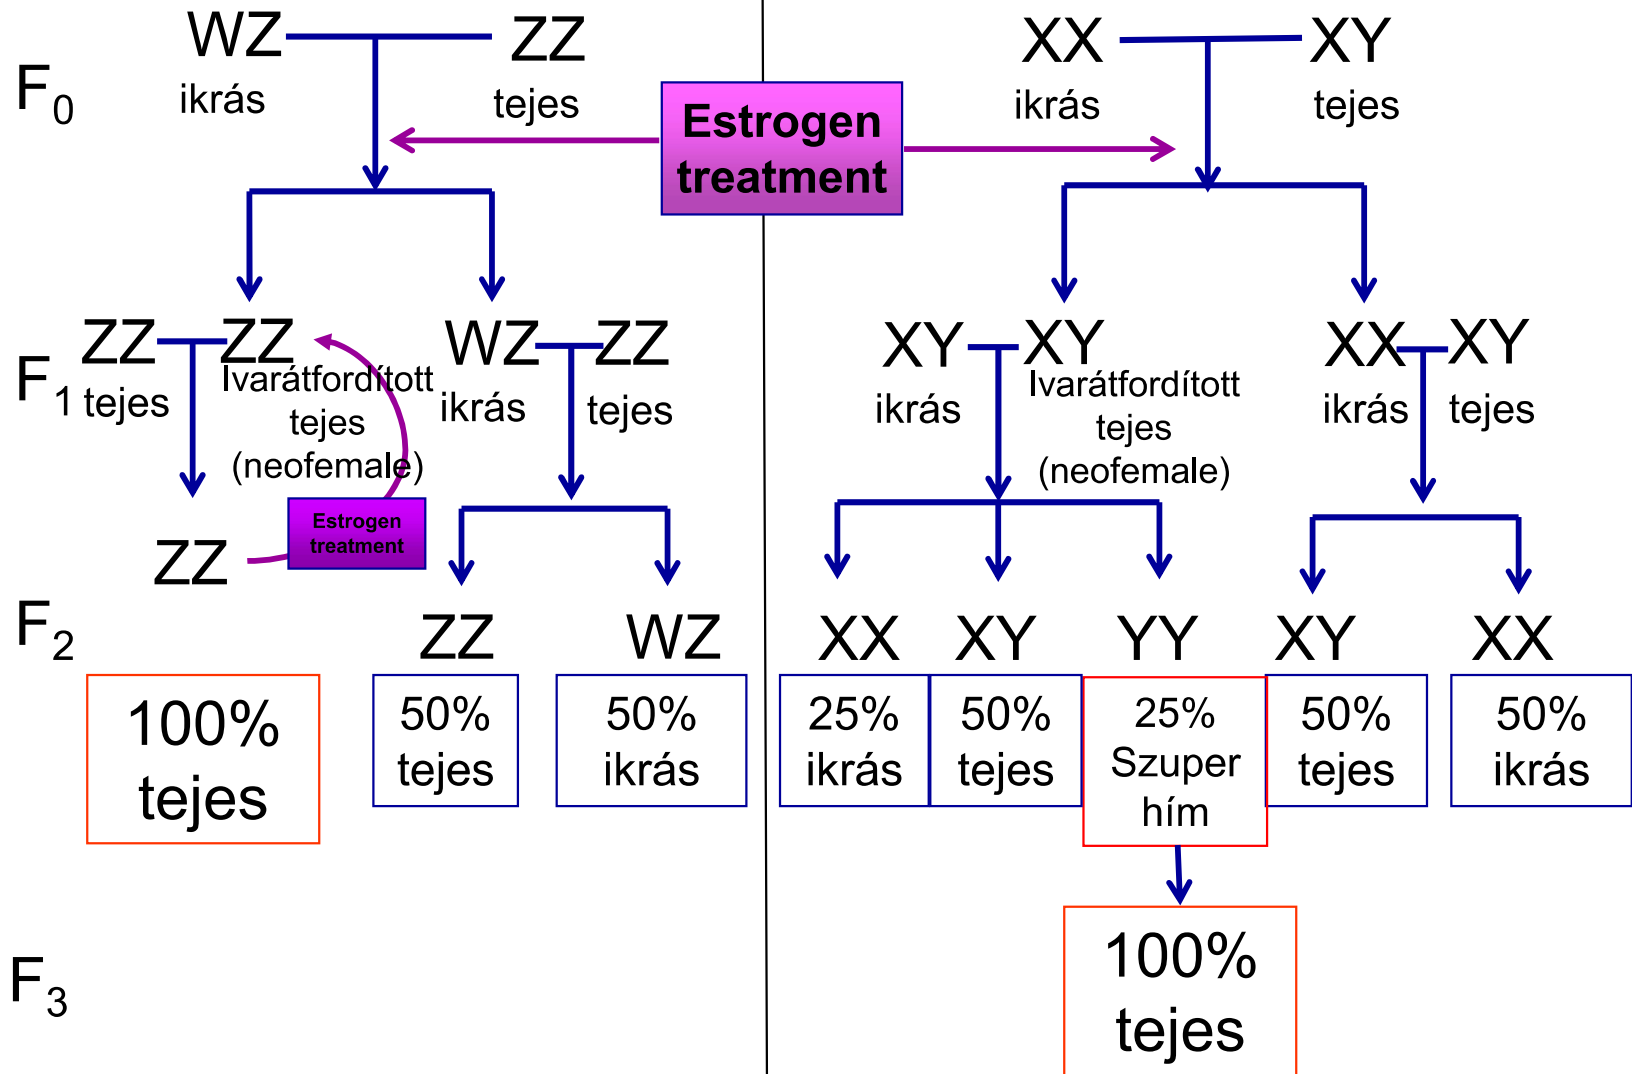 WZ ZZ XX XY
F0
ikrás tejes ikrás tejes
Estrogen
treatment
ZZ ZZ WZ ZZ XY XY XX XY
F1
tejes Ivarátfordított ikrás tejes ikrás Ivarátfordított ikrás tejes
tejes tejes
(neofemale) (neofemale)
Estrogen
treatment
ZZ
F2
ZZ WZ XX XY YY XY XX
100% 50% 50% 25% 50% 25% 50% 50%
tejes tejes ikrás ikrás tejes Szuper tejes ikrás
hím
F3
100%
tejes